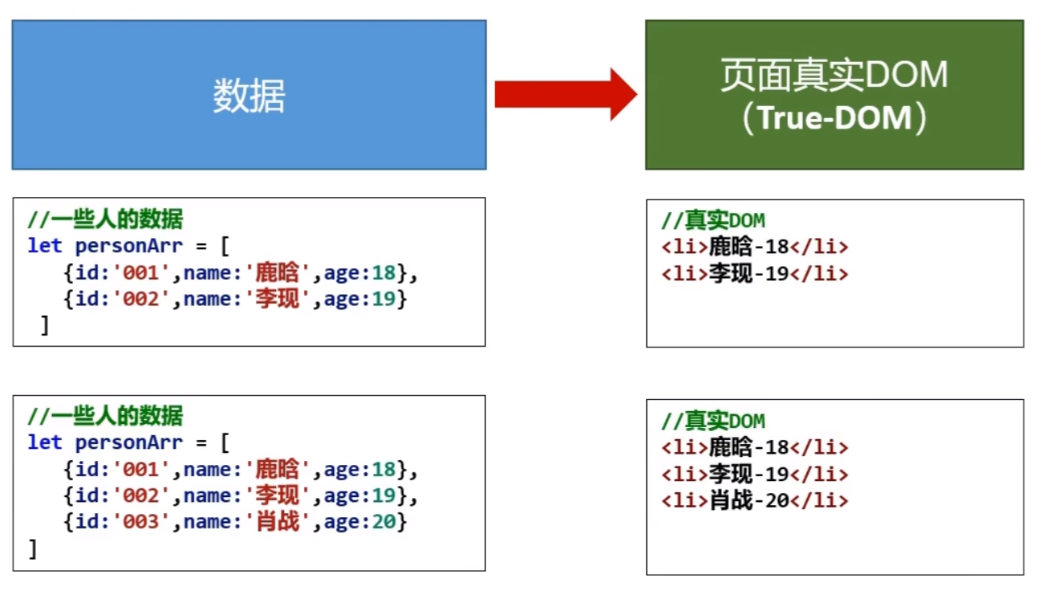 数据
页面真实DOM
（True-DOM）
//一些人的数据
let personArr = [
{id:'001',name:'鹿晗',age:18},
{id:'002',name:'李现',age:19}
]
//真实DOM
<li>鹿晗-18</li>
<li>李现-19</li>
//一些人的数据
let personArr = [
{id:'001',name:'鹿晗',age:18},
{id:'002',name:'李现',age:19},
{id:'003',name:'肖战',age:20}
]
//真实DOM
<li>鹿晗-18</li>
<li>李现-19</li>
<li>肖战-20</li>